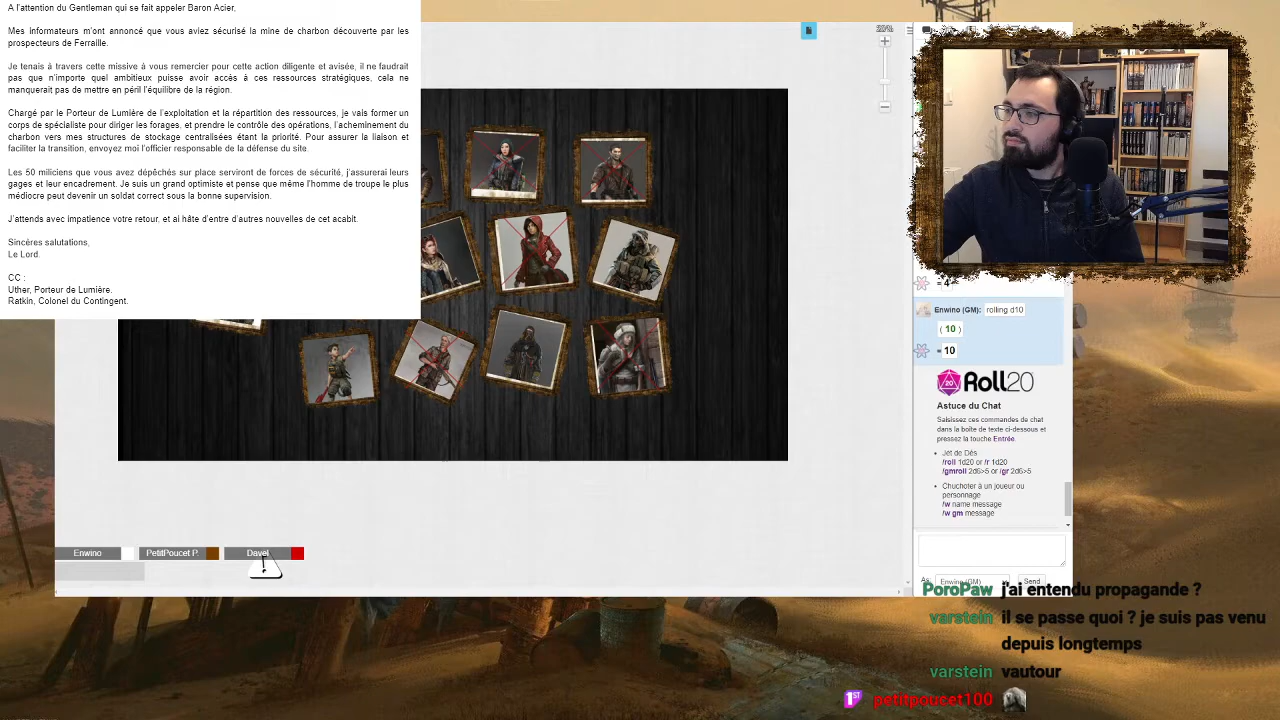 A l'attention du Gentleman qui se fait appeler Baron Acier,
Mes informateurs m'ont annoncé que vous aviez sécurisé la mine de charbon découverte par les
prospecteurs de Ferraille.
Je tenais à travers cette missive à vous remercier pour cette action diligente et avisée, il ne faudrait
pas que n'importe quel ambitieux puisse avoir accès à ces ressources stratégiques, cela ne
manquerait pas de mettre en péril l'équilibre de la région.
Chargé par le Porteur de Lumière de l'exploitation et la répartition des ressources, je vais former un
corps de spécialiste pour diriger les forages, et prendre le contrôle des opérations, l'acheminement du
charbon vers mes structures de stockage centralisées étant la priorité. Pour assurer la liaison et
faciliter la transition, envoyez moi l'officier responsable de la défense du site.
Les 50 miliciens que vous avez dépêchés sur place serviront de forces de sécurité, j'assurerai leurs
gages et leur encadrement. Je suis un grand optimiste et pense que même l'homme de troupe le plus
médiocre peut devenir un soldat correct sous la bonne supervision.
J'attends avec impatience votre retour, et ai hâte d'entre d'autres nouvelles de cet acabit.
Sincères salutations,
Le Lord.
CC :
Uther, Porteur de Lumière.
Ratkin, Colonel du Contingent.
= 4
Enwino (GM): rolling d10
( 10 )
= 10
20 Roll20
Astuce du Chat
Saisissez ces commandes de chat
dans la boîte de texte ci-dessous et
pressez la touche Entrée.
• Jet de Dés
/roll 1d20 or /r 1d20
/gmroll 2d6>5 or /gr 2d6>5
• Chuchoter à un joueur ou
personnage
/w name message
/w gm message
As: Enwino (GM) Send
Enwino
PetitPoucet P.
Davel
PoroPaw j'ai entendu propagande ?
varstein il se passe quoi ? je suis pas venu
depuis longtemps
varstein vautour
1ST petitpoucet100